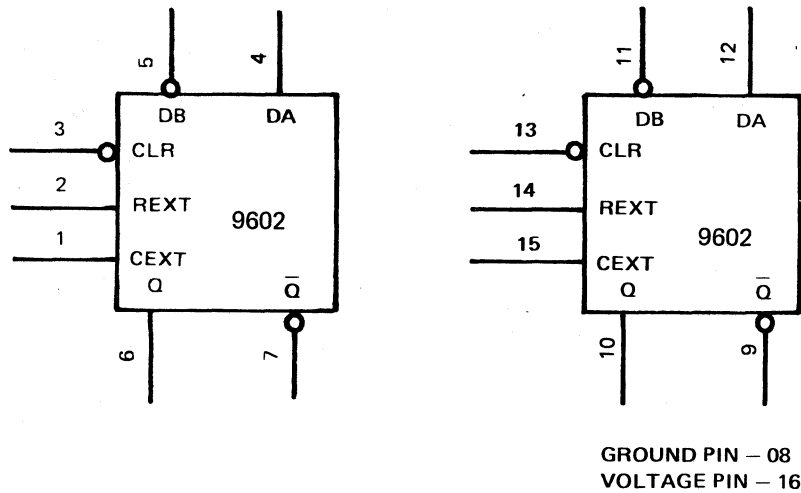 5 4 11 12
DB DA DB DA
3 CLR 13 CLR
2 REXT 14 REXT
9602 9602
1 CEXT 15 CEXT
Q Q̅ Q Q̅
6 7 10 9
GROUND PIN – 08
VOLTAGE PIN – 16